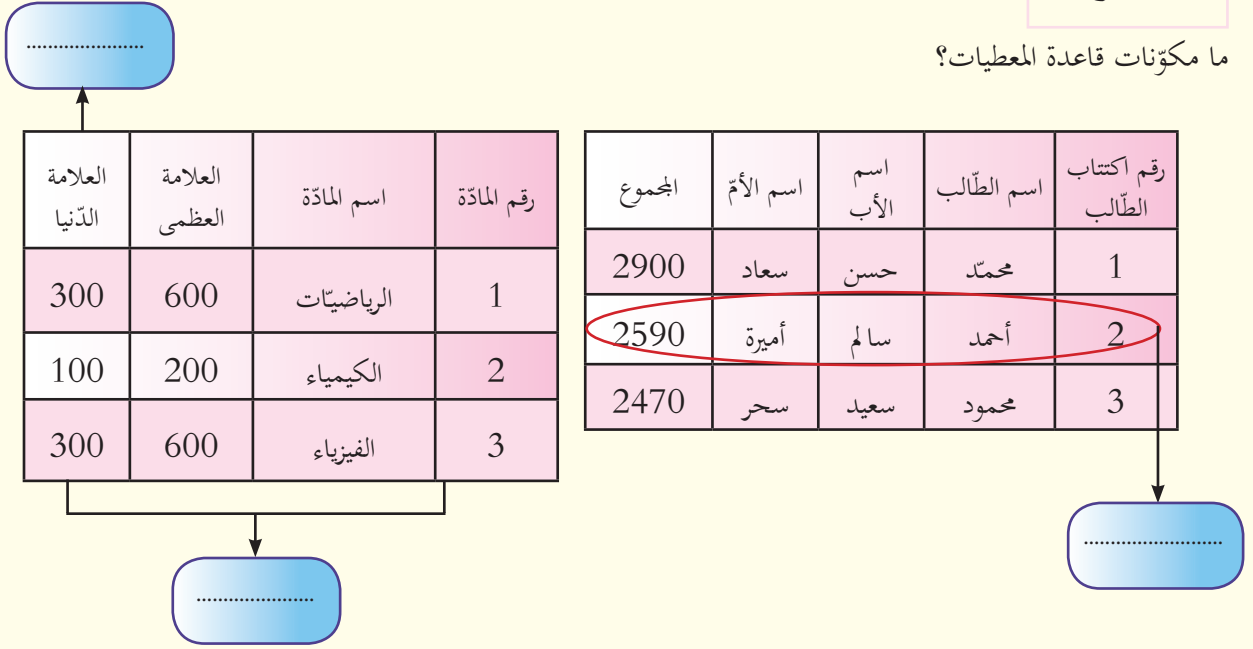 ما مكوّنات قاعدة المعطيات؟
......................
رقم اكتتاب الطّالب | اسم الطّالب | اسم الأب | اسم الأمّ | المجموع
1 | محمّد | حسن | سعاد | 2900
2 | أحمد | سالم | أميرة | 2590
3 | محمود | سعيد | سحر | 2470
..........................
رقم المادّة | اسم المادّة | العلامة العظمى | العلامة الدّنيا
1 | الرياضيّات | 600 | 300
2 | الكيمياء | 200 | 100
3 | الفيزياء | 600 | 300
......................